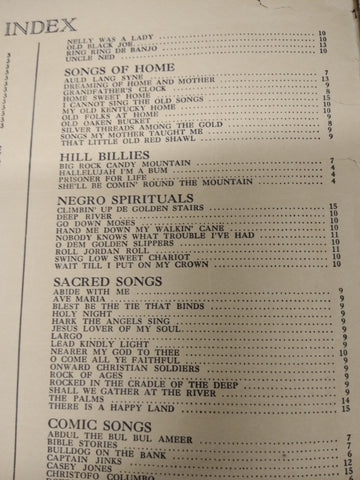 INDEX
NELLY WAS A LADY 10
OLD BLACK JOE 10
RING RING DR BANJO 13
UNCLE NED 10
SONGS OF HOME
AULD LANG SYNE 7
DREAMING OF HOME AND MOTHER 13
GRANDFATHER'S CLOCK 9
HOME SWEET HOME 8
I CANNOT SING THE OLD SONGS 15
MY OLD KENTUCKY HOME 10
OLD FOLKS AT HOME 9
OLD OAKEN BUCKET 9
SILVER THREADS AMONG THE GOLD 8
SONGS MY MOTHER TAUGHT ME 9
THAT LITTLE OLD RED SHAWL 9
HILL BILLIES
BIG ROCK CANDY MOUNTAIN 7
HALLELUJAH I'M A BUM 4
PRISONER FOR LIFE 4
SHE'LL BE COMIN' ROUND THE MOUNTAIN 4
NEGRO SPIRITUALS
CLIMBIN' UP DE GOLDEN STAIRS 15
DEEP RIVER 10
GO DOWN MOSES 10
HAND ME DOWN MY WALKIN' CANE 10
NOBODY KNOWS WHAT TROUBLE I'VE HAD 11
O DEM GOLDEN SLIPPERS 10
ROLL JORDAN ROLL 11
SWING LOW SWEET CHARIOT 10
WAIT TILL I PUT ON MY CROWN 10
SACRED SONGS
ABIDE WITH ME 9
AVE MARIA 9
BLEST BE THE TIE THAT BINDS 9
HOLY NIGHT 9
HARK THE ANGELS SING 9
JESUS LOVER OF MY SOUL 9
LARGO 9
LEAD KINDLY LIGHT 9
NEARER MY GOD TO THEE 10
O COME ALL YE FAITHFUL 9
ONWARD CHRISTIAN SOLDIERS 9
ROCK OF AGES 9
ROCKED IN THE CRADLE OF THE DEEP 9
SHALL WE GATHER AT THE RIVER 9
THE PALMS 14
THERE IS A HAPPY LAND 15
COMIC SONGS
ABDUL THE BUL BUL AMEER 7
BIBLE STORIES 7
BULLDOG ON THE BANK 6
CAPTAIN JINKS 12
CASEY JONES 15
CHRISTOFO COLUMBO